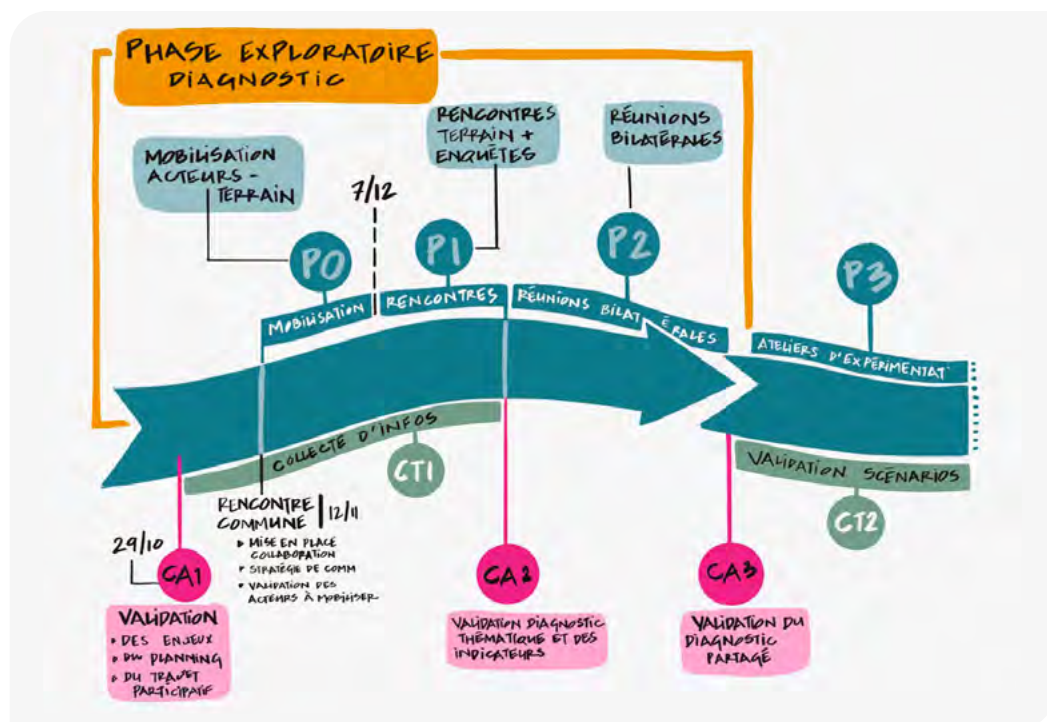 PHASE EXPLORATOIRE
DIAGNOSTIC
MOBILISATION
ACTEURS -
TERRAIN
7/12
RENCONTRES
TERRAIN +
ENQUÊTES
RÉUNIONS
BILATÉRALES
P0
P1
P2
P3
MOBILISATION
RENCONTRES
RÉUNIONS BILATÉRALES
ATELIERS D'EXPÉRIMENTAT
COLLECTE D'INFOS
CT1
VALIDATION SCÉNARIOS
CT2
RENCONTRE
COMMUNE | 12/11
MISE EN PLACE
COLLABORATION
STRATÉGIE DE COMM
VALIDATION DES
ACTEURS À MOBILISER
29/10
CA1
VALIDATION
DES ENJEUX
DU PLANNING
DU TRAJET
PARTICIPATIF
CA2
VALIDATION DIAGNOSTIC
THÉMATIQUE ET DES
INDICATEURS
CA3
VALIDATION DU
DIAGNOSTIC
PARTAGÉ